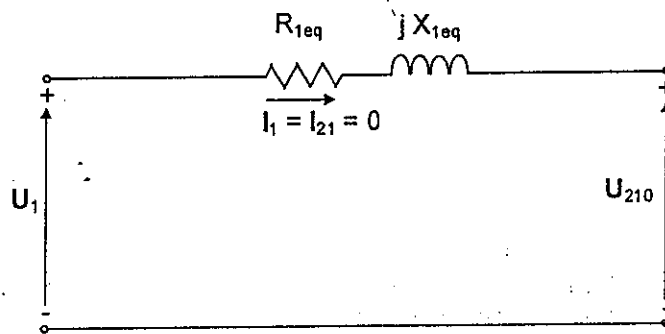 R1eq
j X1eq
+
+
I1 = I21 = 0
U1
U210
-
-